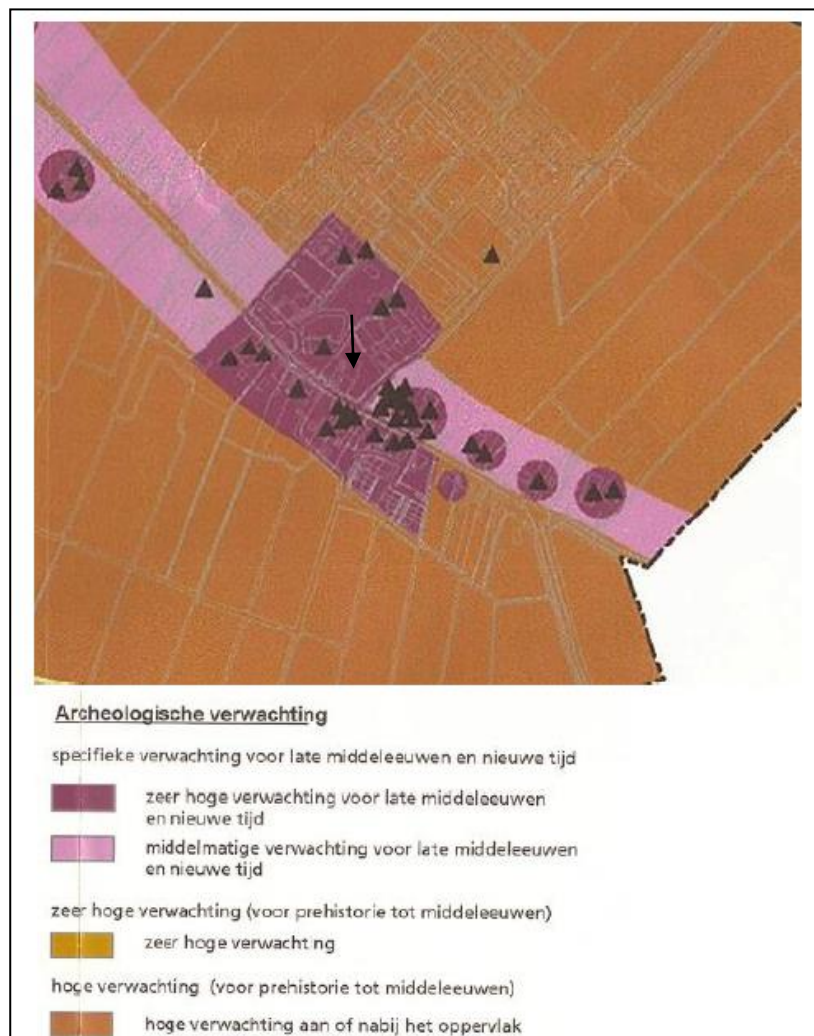 Archeologische verwachting
specifieke verwachting voor late middeleeuwen en nieuwe tijd
zeer hoge verwachting voor late middeleeuwen
en nieuwe tijd
middelmatige verwachting voor late middeleeuwen
en nieuwe tijd
zeer hoge verwachting (voor prehistorie tot middeleeuwen)
zeer hoge verwachting
hoge verwachting (voor prehistorie tot middeleeuwen)
hoge verwachting aan of nabij het oppervlak